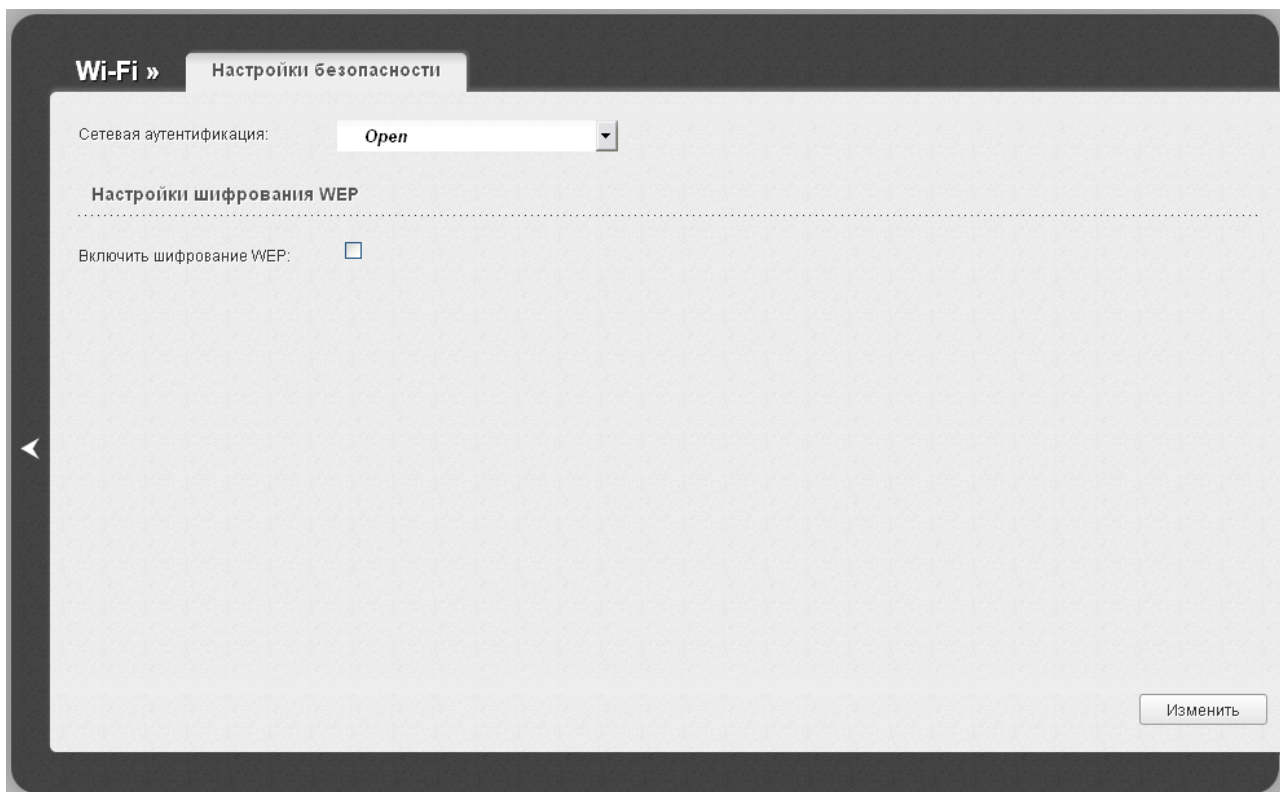 Wi-Fi »
Настройки безопасности
Сетевая аутентификация:
Open
Настройки шифрования WEP
Включить шифрование WEP:
Изменить